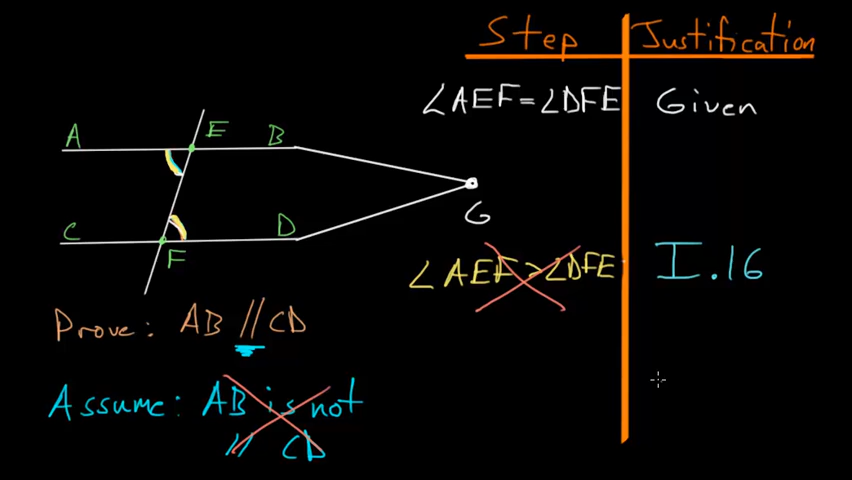 Step Justification
∠AEF=∠DFE Given
A E B
G
C F D
∠AEF>∠DFE I.16
Prove: AB // CD
Assume: AB is not
// CD